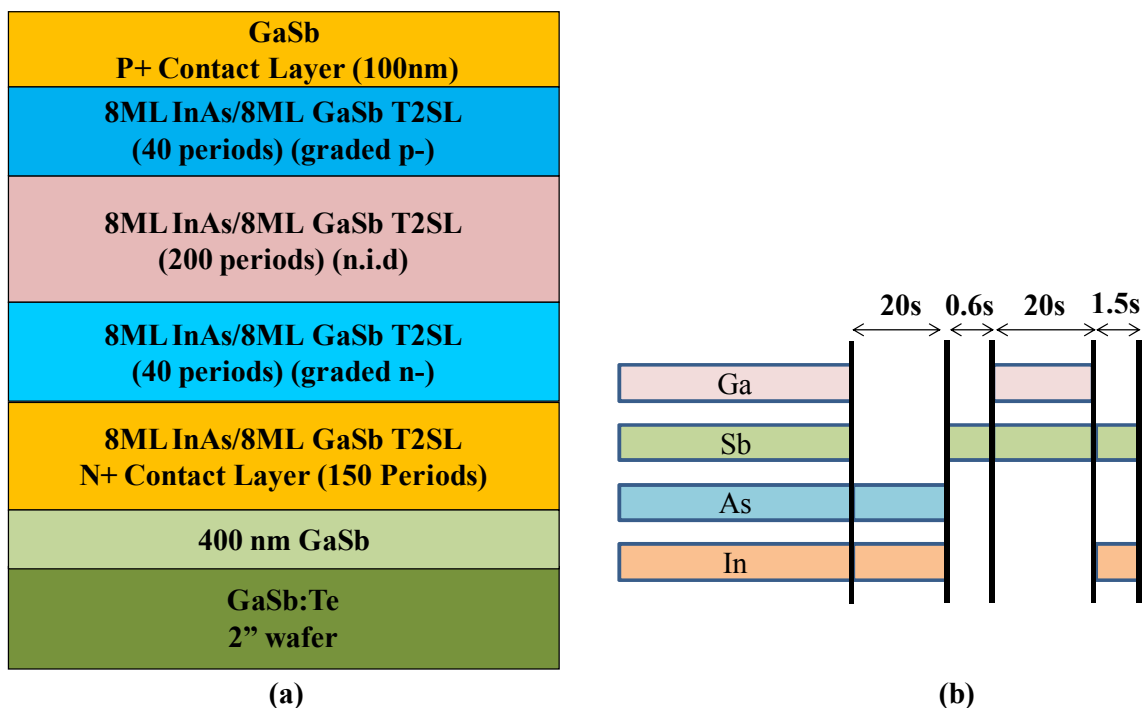 GaSb
P+ Contact Layer (100nm)
8ML InAs/8ML GaSb T2SL
(40 periods) (graded p-)
8ML InAs/8ML GaSb T2SL
(200 periods) (n.i.d)
8ML InAs/8ML GaSb T2SL
(40 periods) (graded n-)
8ML InAs/8ML GaSb T2SL
N+ Contact Layer (150 Periods)
400 nm GaSb
GaSb:Te
2” wafer
(a)
20s 0.6s 20s 1.5s
Ga
Sb
As
In
(b)